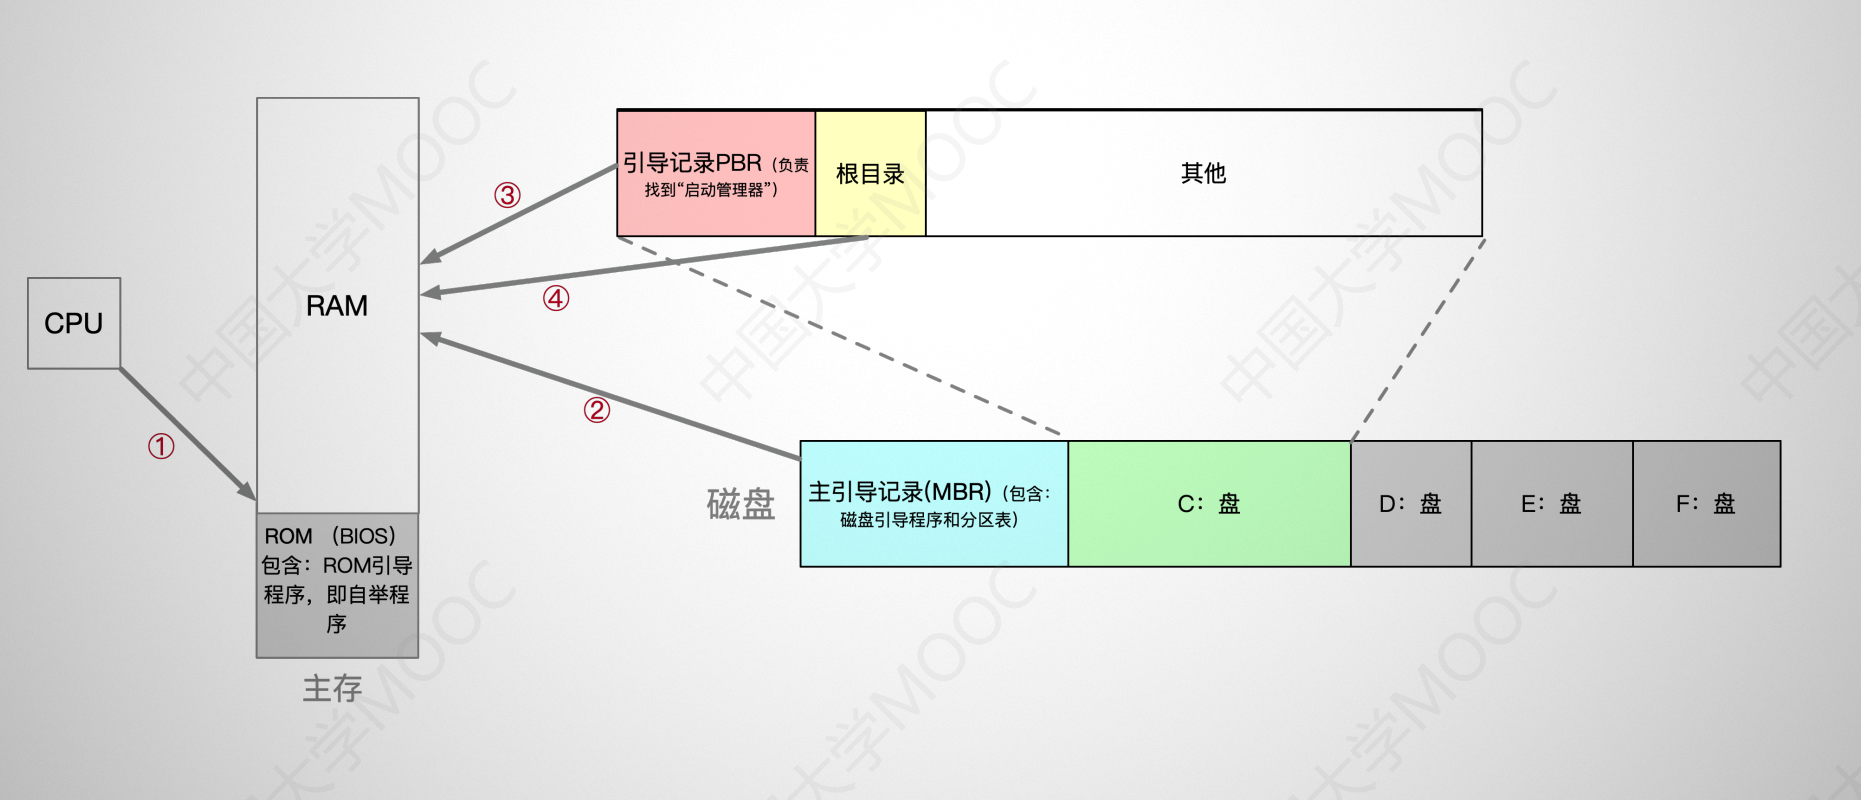 引导记录PBR（负责
找到“启动管理器”）
根目录
其他
③
④
RAM
CPU
①
②
磁盘
主引导记录(MBR)（包含：
磁盘引导程序和分区表）
C：盘
D：盘
E：盘
F：盘
ROM （BIOS）
包含：ROM引导
程序，即自举程
序
主存
中国大学MOOC
中国大学MOOC
中国大学MOOC
中国大
国大学MOOC
国大学MOOC
国大学MOOC